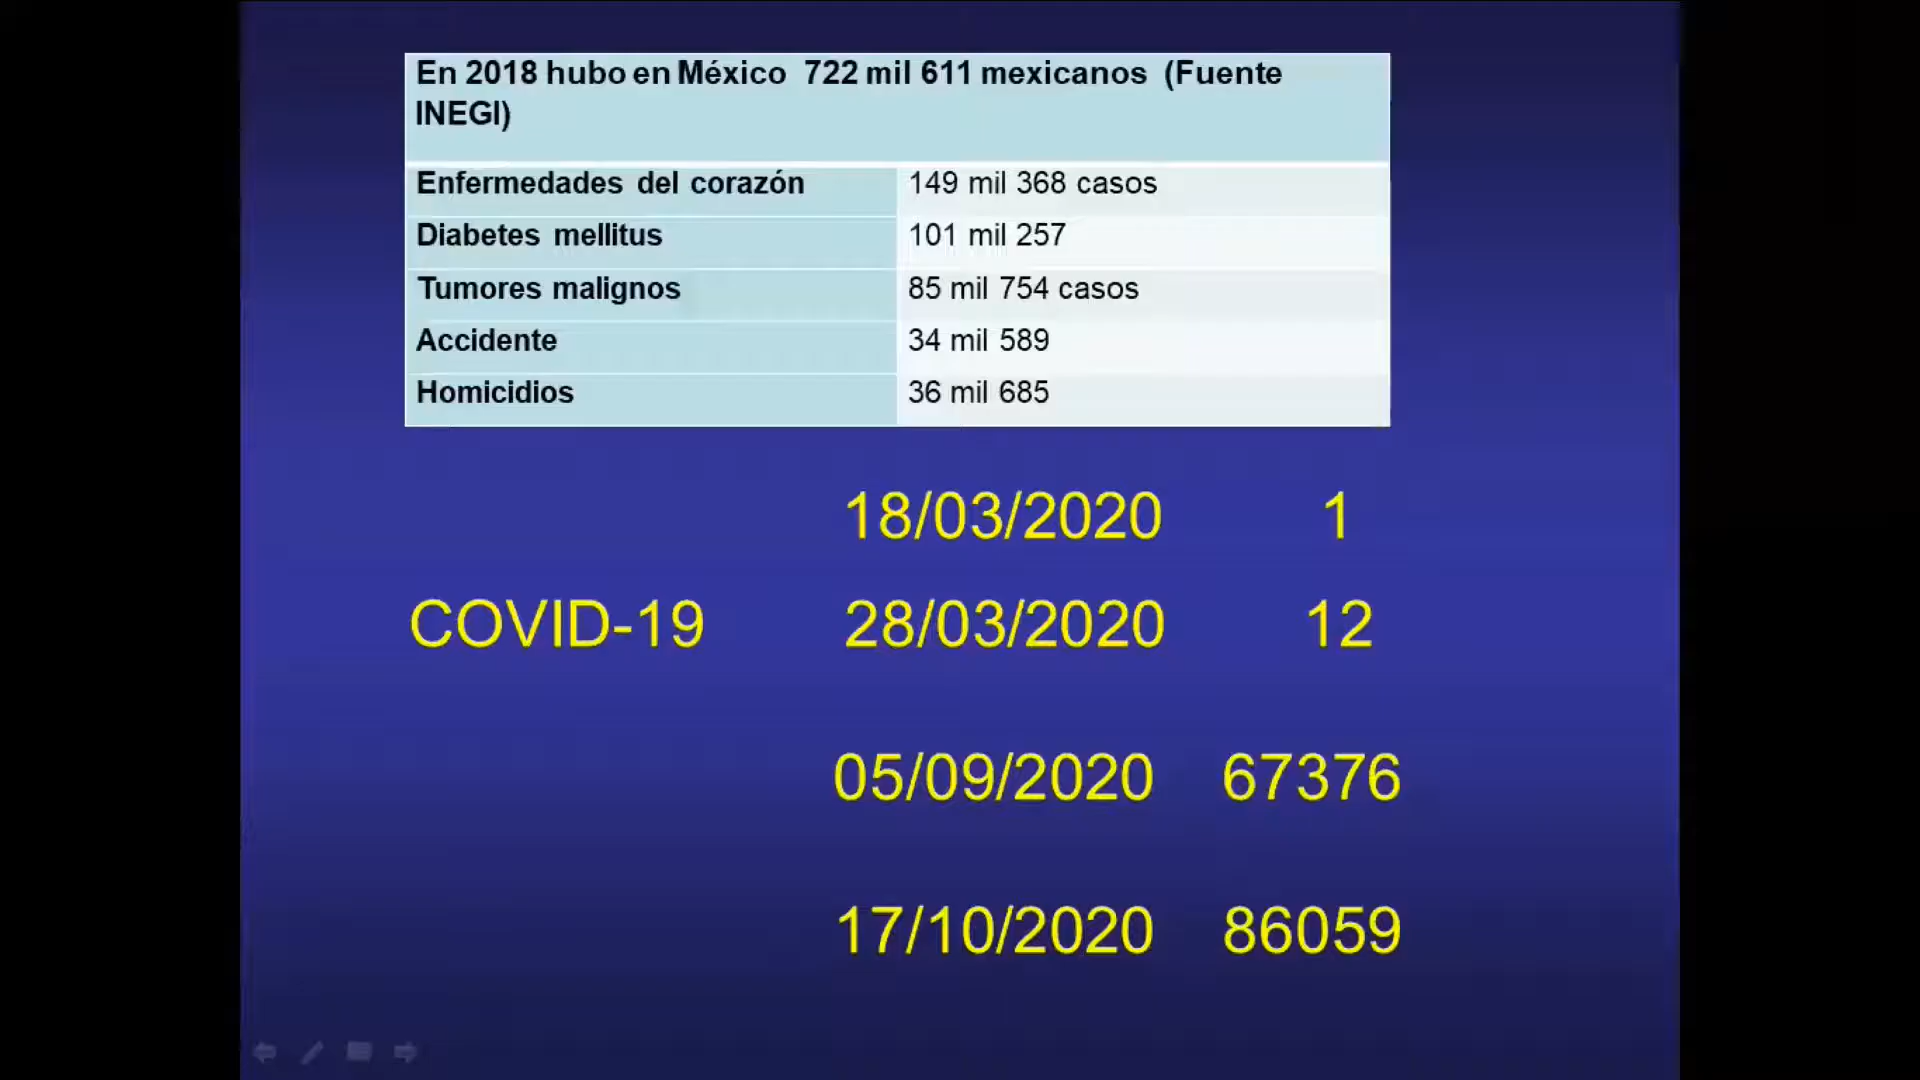 En 2018 hubo en México 722 mil 611 mexicanos (Fuente
INEGI)
Enfermedades del corazón 149 mil 368 casos
Diabetes mellitus 101 mil 257
Tumores malignos 85 mil 754 casos
Accidente 34 mil 589
Homicidios 36 mil 685
18/03/2020 1
COVID-19 28/03/2020 12
05/09/2020 67376
17/10/2020 86059